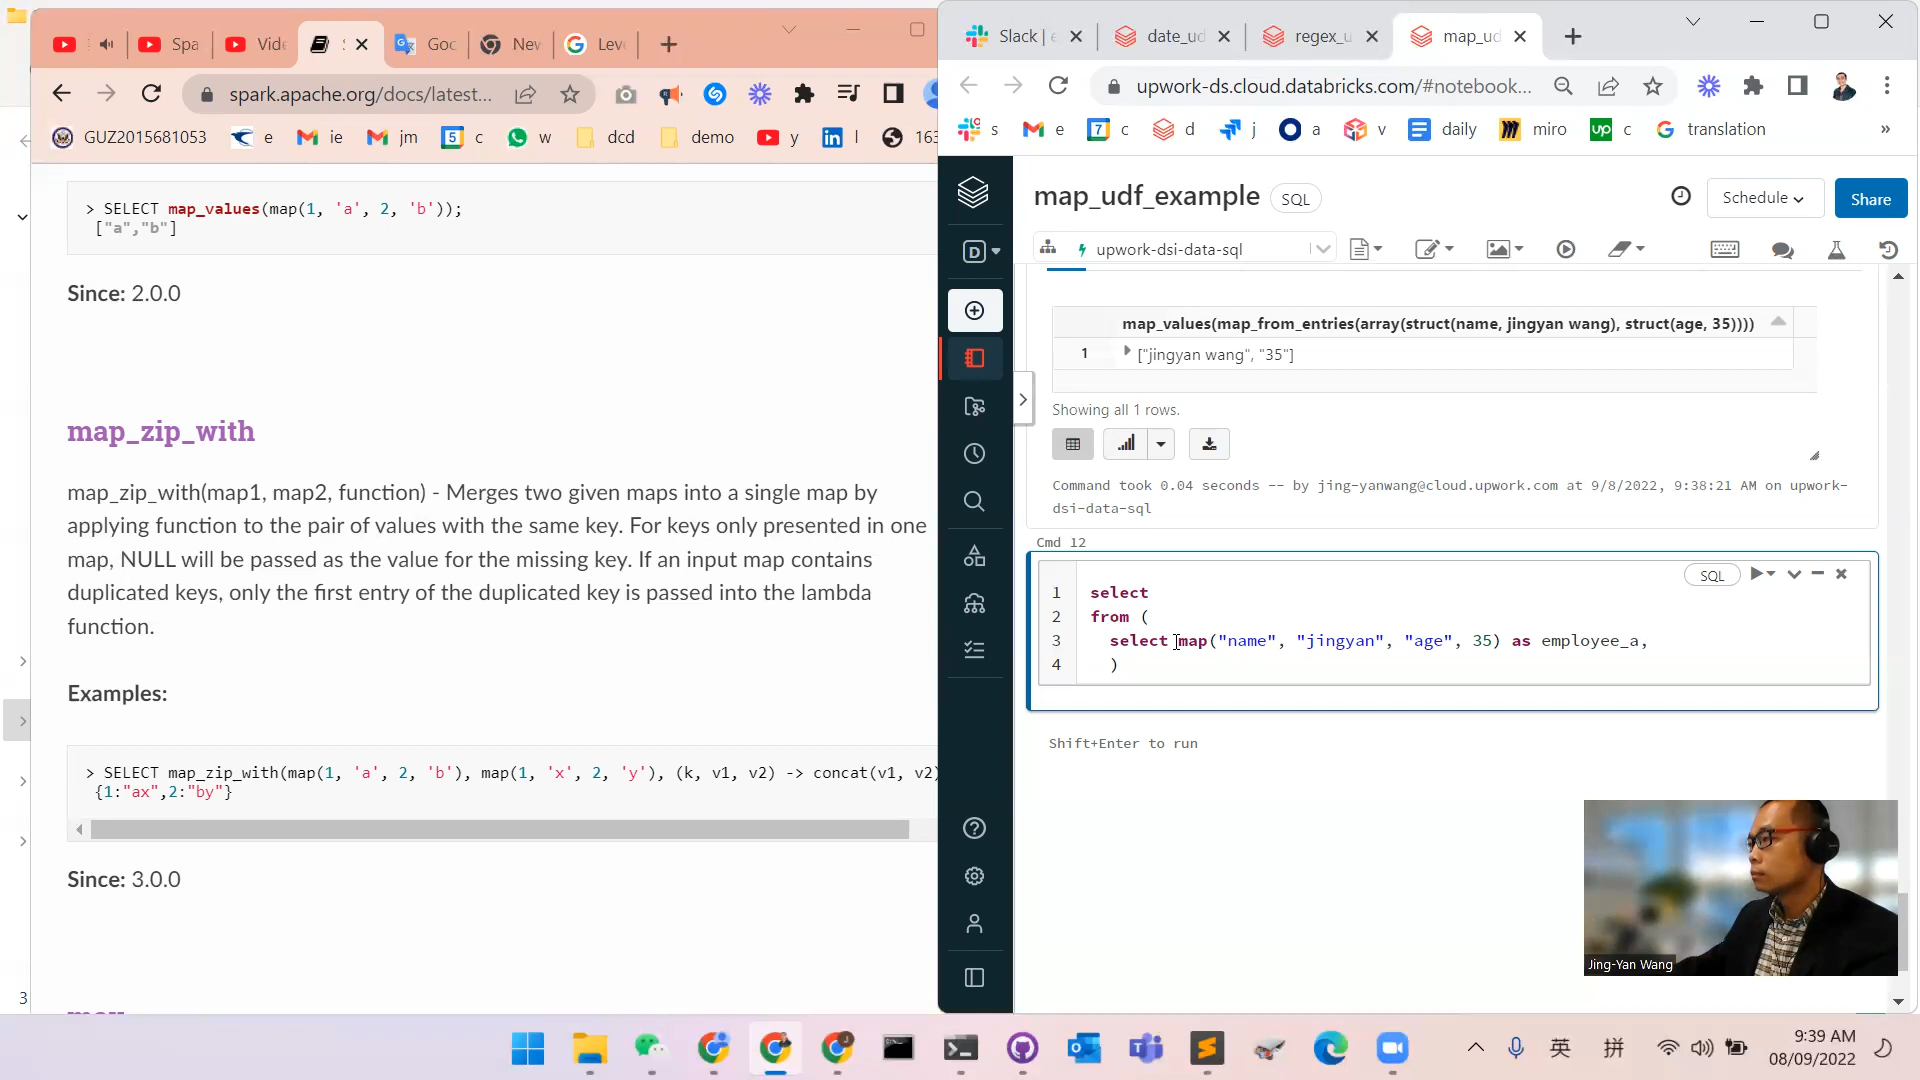 Spa
Vide
S
Goo
New
Leve
spark.apache.org/docs/latest...
GUZ2015681053
e
ie
jm
5
c
w
dcd
demo
y
l
163
> SELECT map_values(map(1, 'a', 2, 'b'));
["a","b"]
Since: 2.0.0
map_zip_with
map_zip_with(map1, map2, function) - Merges two given maps into a single map by
applying function to the pair of values with the same key. For keys only presented in one
map, NULL will be passed as the value for the missing key. If an input map contains
duplicated keys, only the first entry of the duplicated key is passed into the lambda
function.
Examples:
> SELECT map_zip_with(map(1, 'a', 2, 'b'), map(1, 'x', 2, 'y'), (k, v1, v2) -> concat(v1, v2)
{1:"ax",2:"by"}
Since: 3.0.0
3
Slack | e
date_ud
regex_u
map_ud
upwork-ds.cloud.databricks.com/#notebook...
s
e
7
c
d
j
a
v
daily
miro
up
c
translation
»
map_udf_example
SQL
Schedule
Share
D
upwork-dsi-data-sql
map_values(map_from_entries(array(struct(name, jingyan wang), struct(age, 35))))
1
["jingyan wang", "35"]
Showing all 1 rows.
Command took 0.04 seconds -- by jing-yanwang@cloud.upwork.com at 9/8/2022, 9:38:21 AM on upwork-
dsi-data-sql
Cmd 12
SQL
1 select
2 from (
3 select map("name", "jingyan", "age", 35) as employee_a,
4 )
Shift+Enter to run
Jing-Yan Wang
英
拼
9:39 AM
08/09/2022